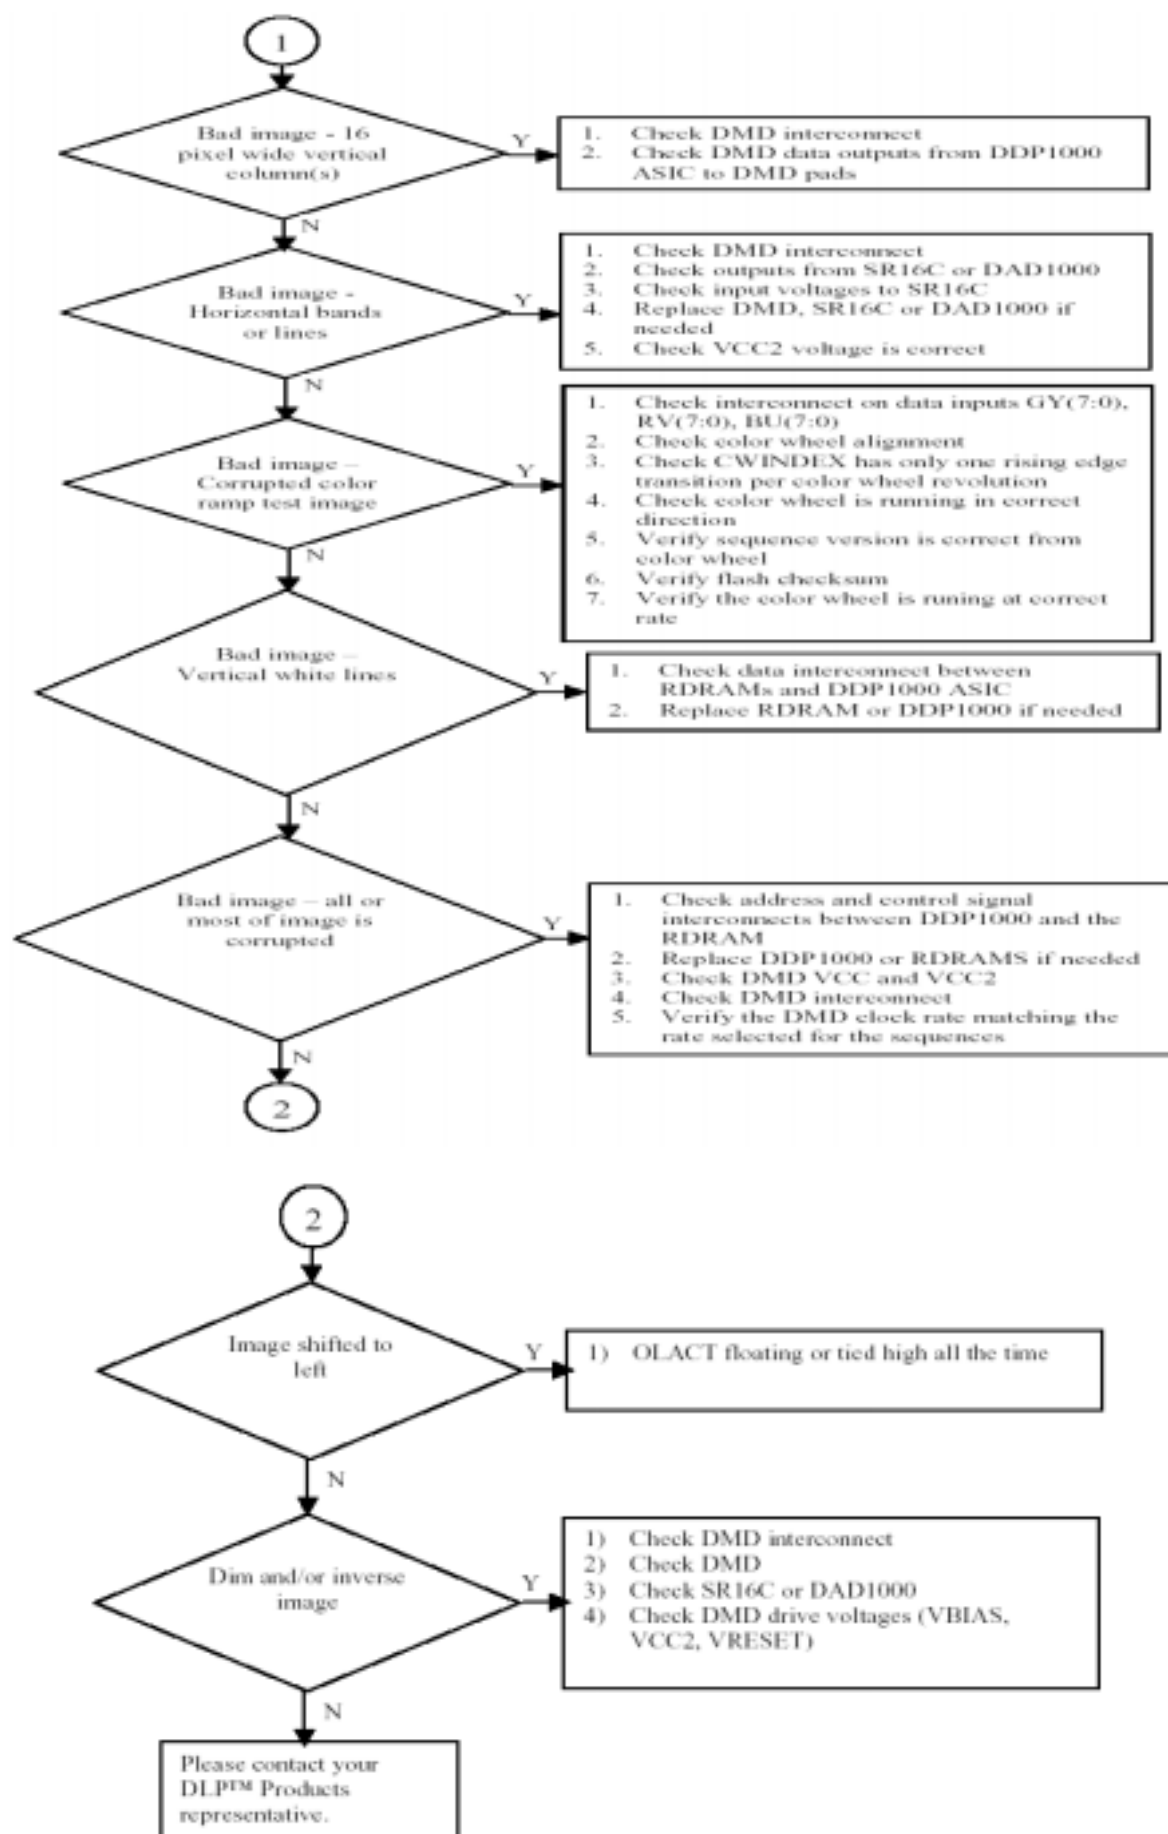 1
Bad image - 16
pixel wide vertical
column(s)
Y
1. Check DMD interconnect
2. Check DMD data outputs from DDP1000
ASIC to DMD pads
N
Bad image -
Horizontal bands
or lines
Y
1. Check DMD interconnect
2. Check outputs from SR16C or DAD1000
3. Check input voltages to SR16C
4. Replace DMD, SR16C or DAD1000 if
needed
5. Check VCC2 voltage is correct
N
Bad image –
Corrupted color
ramp test image
Y
1. Check interconnect on data inputs GY(7:0),
RV(7:0), BU(7:0)
2. Check color wheel alignment
3. Check CWINDEX has only one rising edge
transition per color wheel revolution
4. Check color wheel is running in correct
direction
5. Verify sequence version is correct from
color wheel
6. Verify flash checksum
7. Verify the color wheel is runing at correct
rate
N
Bad image –
Vertical white lines
Y
1. Check data interconnect between
RDRAMs and DDP1000 ASIC
2. Replace RDRAM or DDP1000 if needed
N
Bad image – all or
most of image is
corrupted
Y
1. Check address and control signal
interconnects between DDP1000 and the
RDRAM
2. Replace DDP1000 or RDRAMS if needed
3. Check DMD VCC and VCC2
4. Check DMD interconnect
5. Verify the DMD clock rate matching the
rate selected for the sequences
N
2
2
Image shifted to
left
Y
1) OLACT floating or tied high all the time
N
Dim and/or inverse
image
Y
1) Check DMD interconnect
2) Check DMD
3) Check SR16C or DAD1000
4) Check DMD drive voltages (VBIAS,
VCC2, VRESET)
N
Please contact your
DLP™ Products
representative.